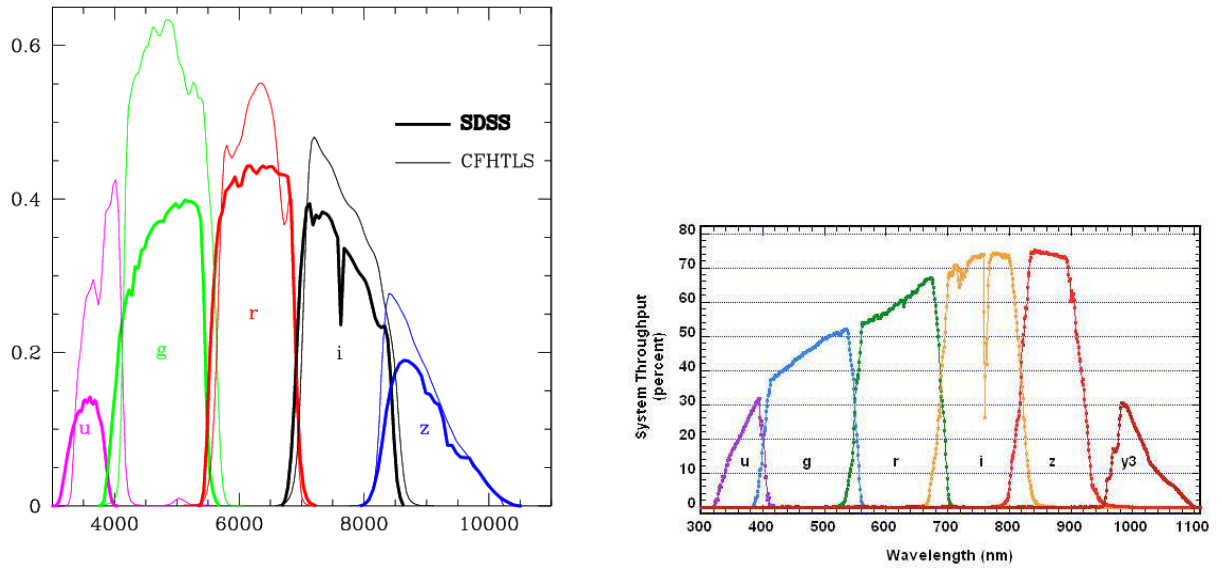 0.6
0.4
0.2
0
SDSS
CFHTLS
u
g
r
i
z
4000 6000 8000 10000
80
70
60
50
40
30
20
10
0
System Throughput
(percent)
u g r i z y3
300 400 500 600 700 800 900 1000 1100
Wavelength (nm)